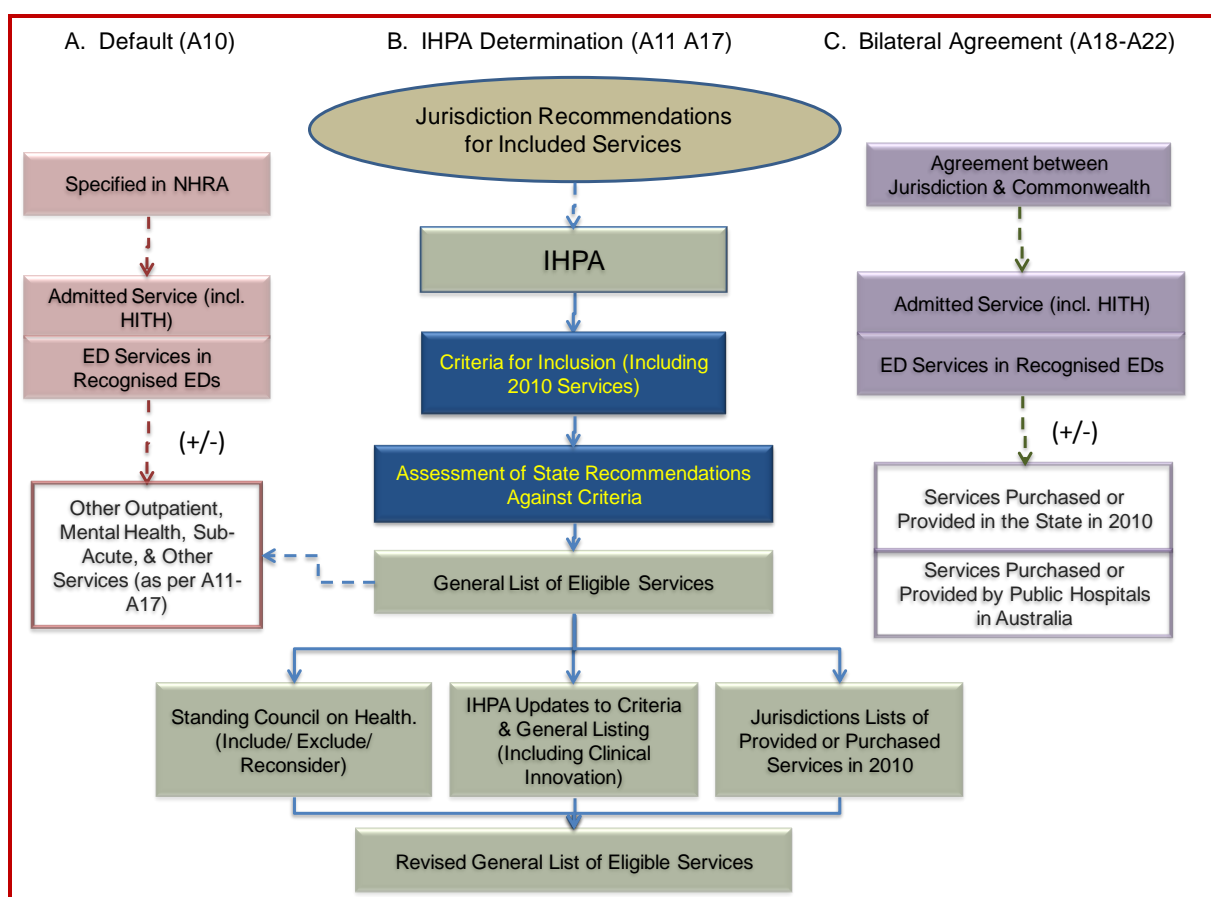 A. Default (A10)
B. IHPA Determination (A11 A17)
C. Bilateral Agreement (A18-A22)
Jurisdiction Recommendations
for Included Services
Specified in NHRA
Agreement between
Jurisdiction & Commonwealth
IHPA
Admitted Service (incl.
HITH)
ED Services in
Recognised EDs
Admitted Service (incl. HITH)
ED Services in Recognised EDs
Criteria for Inclusion (Including
2010 Services)
(+/-)
(+/-)
Assessment of State Recommendations
Against Criteria
Other Outpatient,
Mental Health, Sub-
Acute, & Other
Services (as per A11-
A17)
Services Purchased or
Provided in the State in 2010
General List of Eligible Services
Services Purchased or
Provided by Public Hospitals
in Australia
Standing Council on Health.
(Include/ Exclude/
Reconsider)
IHPA Updates to Criteria
& General Listing
(Including Clinical
Innovation)
Jurisdictions Lists of
Provided or Purchased
Services in 2010
Revised General List of Eligible Services